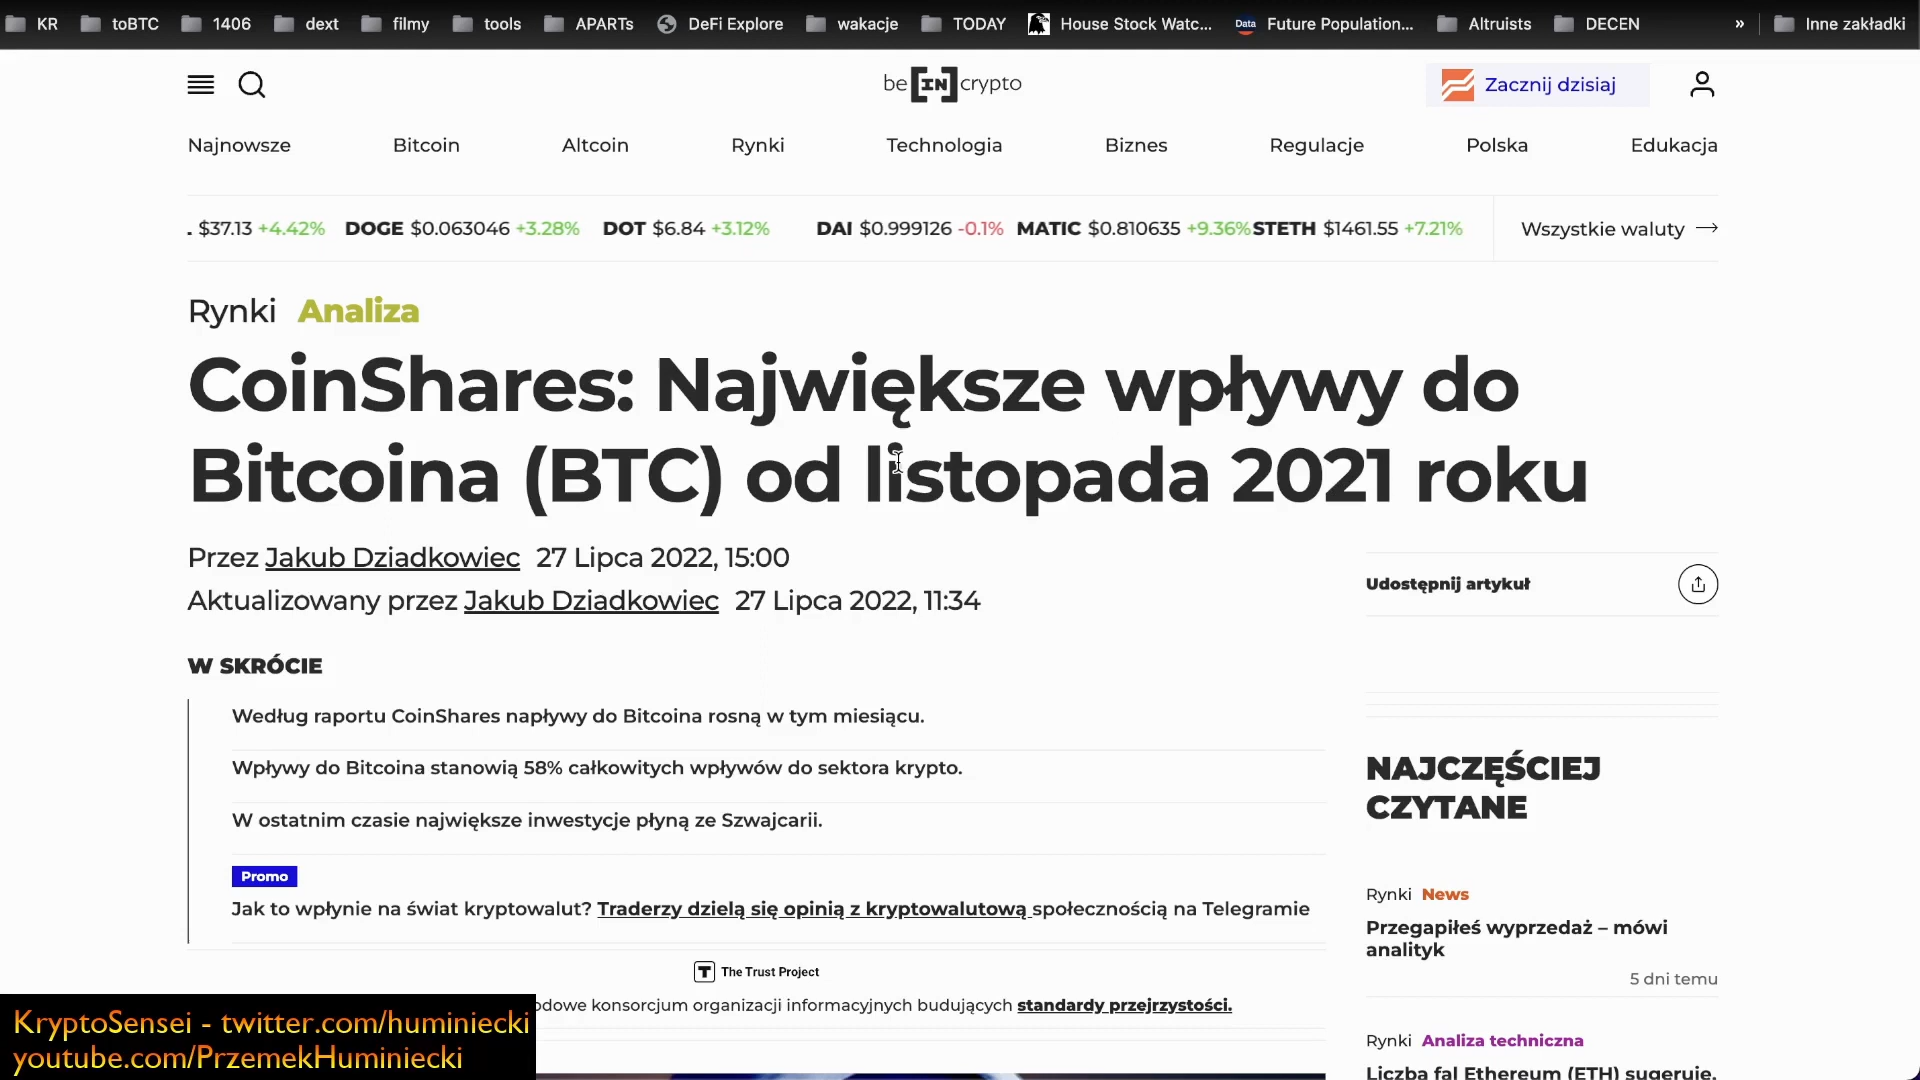 KR toBTC 1406 dext filmy tools APARTs DeFi Explore wakacje TODAY House Stock Watc... Data Future Population... Altruists DECEN » Inne zakładki
be[IN]crypto Zacznij dzisiaj
Najnowsze Bitcoin Altcoin Rynki Technologia Biznes Regulacje Polska Edukacja
. $37.13 +4.42% DOGE $0.063046 +3.28% DOT $6.84 +3.12% DAI $0.999126 -0.1% MATIC $0.810635 +9.36% STETH $1461.55 +7.21% Wszystkie waluty →
Rynki Analiza
CoinShares: Największe wpływy do
Bitcoina (BTC) od listopada 2021 roku
Przez Jakub Dziadkowiec 27 Lipca 2022, 15:00
Aktualizowany przez Jakub Dziadkowiec 27 Lipca 2022, 11:34
Udostępnij artykuł
W SKRÓCIE
Według raportu CoinShares napływy do Bitcoina rosną w tym miesiącu.
Wpływy do Bitcoina stanowią 58% całkowitych wpływów do sektora krypto.
W ostatnim czasie największe inwestycje płyną ze Szwajcarii.
Promo
Jak to wpłynie na świat kryptowalut? Traderzy dzielą się opinią z kryptowalutową społecznością na Telegramie
T The Trust Project
konsorcjum organizacji informacyjnych budujących standardy przejrzystości.
NAJCZĘŚCIEJ
CZYTANE
Rynki News
Przegapiłeś wyprzedaż – mówi
analityk
5 dni temu
Rynki Analiza techniczna
Liczba fal Ethereum (ETH) sugeruje,
KryptoSensei - twitter.com/huminiecki
youtube.com/PrzemekHuminiecki